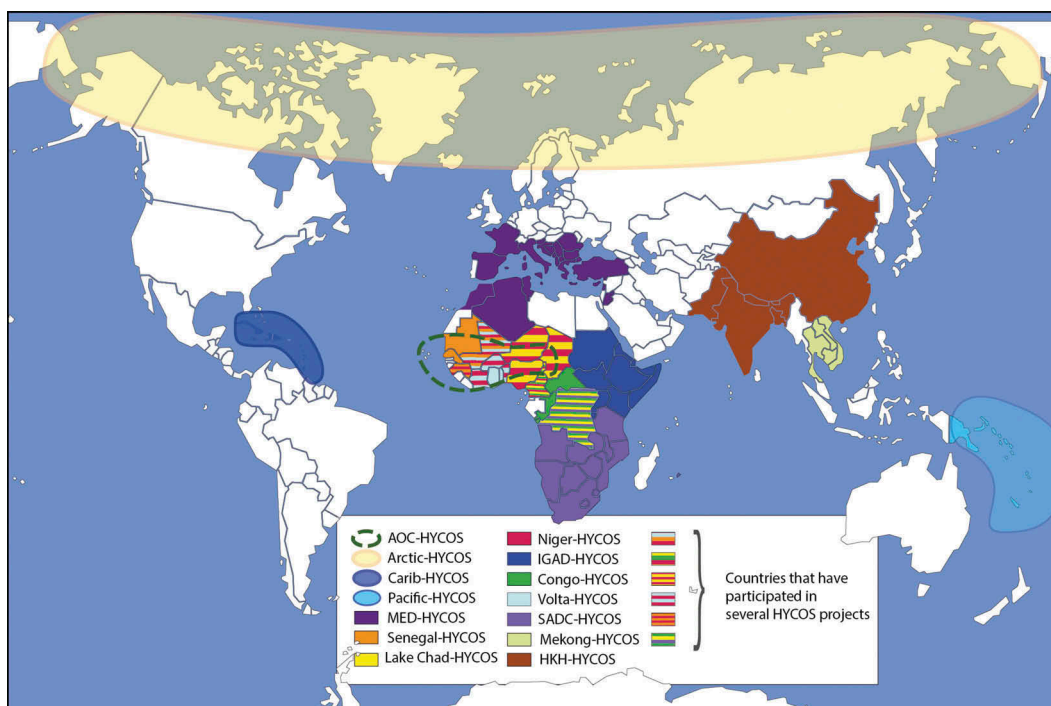 AOC-HYCOS
Arctic-HYCOS
Carib-HYCOS
Pacific-HYCOS
MED-HYCOS
Senegal-HYCOS
Lake Chad-HYCOS
Niger-HYCOS
IGAD-HYCOS
Congo-HYCOS
Volta-HYCOS
SADC-HYCOS
Mekong-HYCOS
HKH-HYCOS
Countries that have
participated in
several HYCOS projects